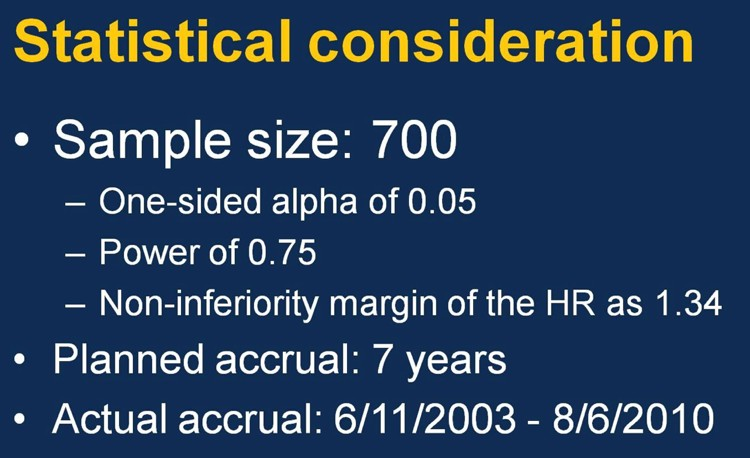 Statistical consideration
• Sample size: 700
– One-sided alpha of 0.05
– Power of 0.75
– Non-inferiority margin of the HR as 1.34
• Planned accrual: 7 years
• Actual accrual: 6/11/2003 - 8/6/2010